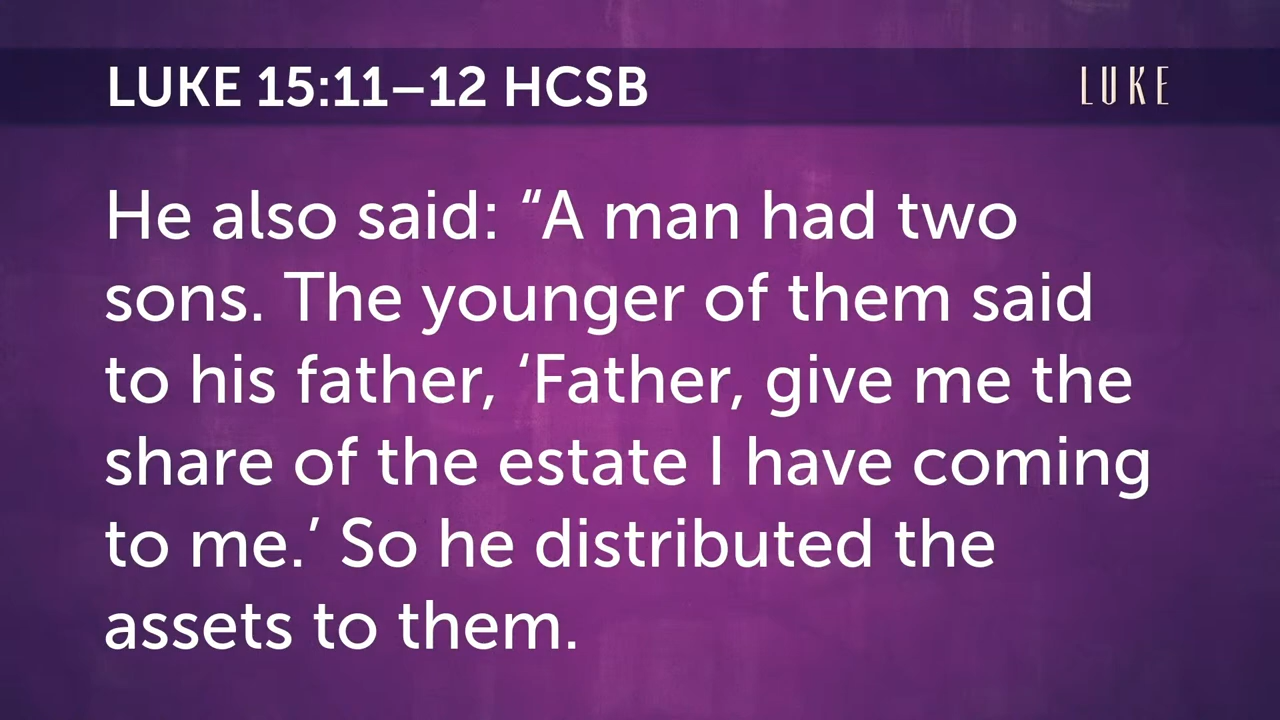 LUKE 15:11–12 HCSB
LUKE
He also said: “A man had two
sons. The younger of them said
to his father, ‘Father, give me the
share of the estate I have coming
to me.’ So he distributed the
assets to them.